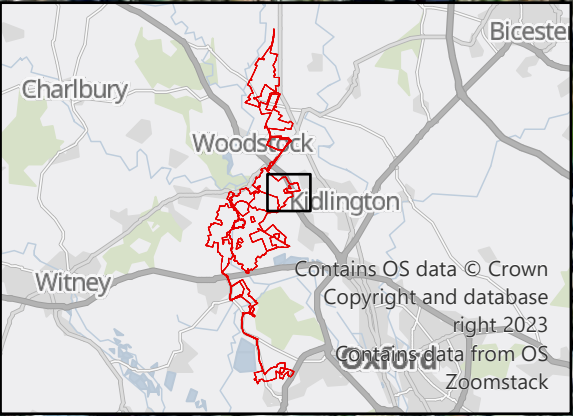 Bicester
Charlbury
Woodstock
Kidlington
Witney
Contains OS data © Crown
Copyright and database
right 2023
Oxford
Contains data from OS
Zoomstack